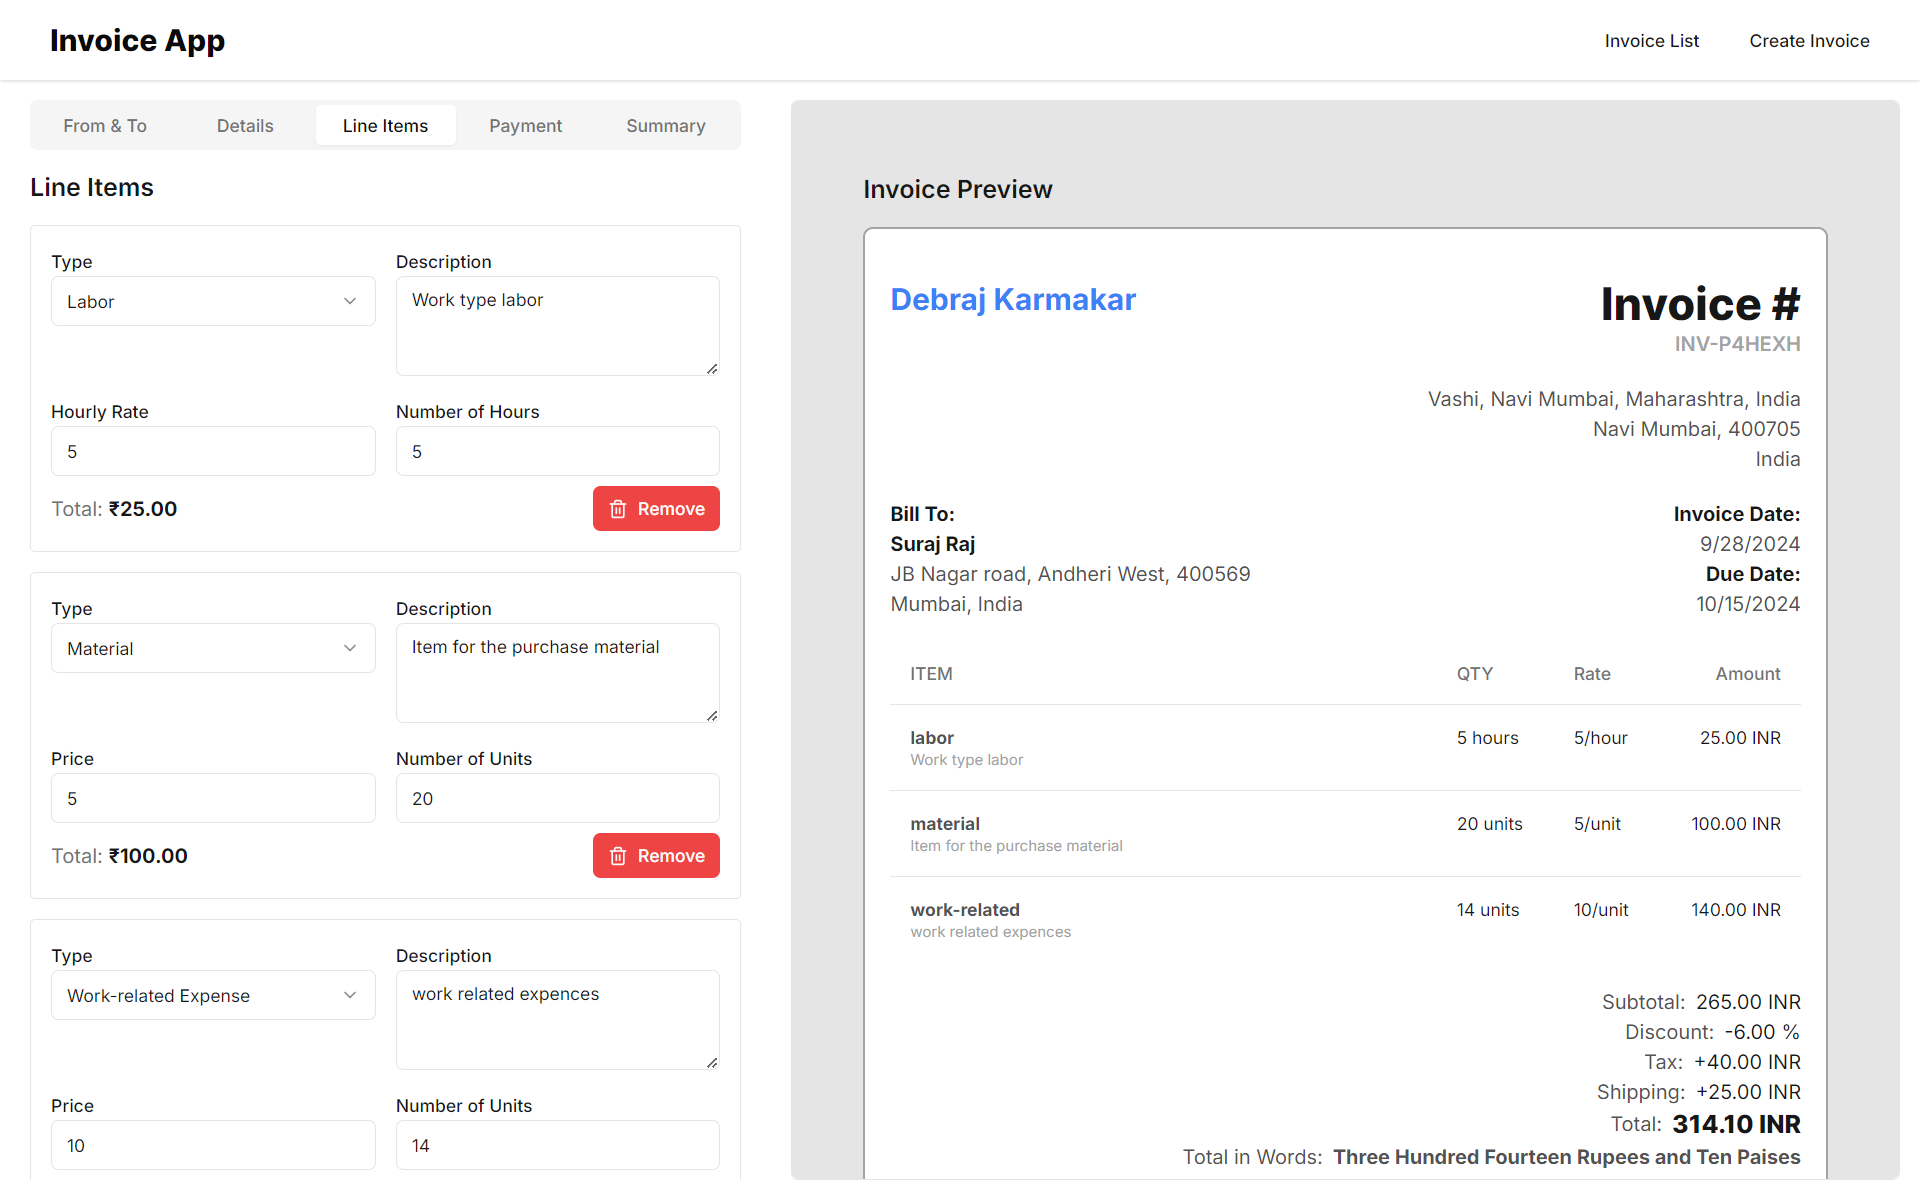 Invoice App
Invoice List
Create Invoice
From & To
Details
Line Items
Payment
Summary
Line Items
Type
Description
Labor
Work type labor
Hourly Rate
Number of Hours
5
5
Total: ₹25.00
Remove
Type
Description
Material
Item for the purchase material
Price
Number of Units
5
20
Total: ₹100.00
Remove
Type
Description
Work-related Expense
work related expences
Price
Number of Units
10
14
Invoice Preview
Debraj Karmakar
Invoice #
INV-P4HEXH
Vashi, Navi Mumbai, Maharashtra, India
Navi Mumbai, 400705
India
Bill To:
Suraj Raj
JB Nagar road, Andheri West, 400569
Mumbai, India
Invoice Date:
9/28/2024
Due Date:
10/15/2024
ITEM QTY Rate Amount
labor 5 hours 5/hour 25.00 INR
Work type labor
material 20 units 5/unit 100.00 INR
Item for the purchase material
work-related 14 units 10/unit 140.00 INR
work related expences
Subtotal: 265.00 INR
Discount: -6.00 %
Tax: +40.00 INR
Shipping: +25.00 INR
Total: 314.10 INR
Total in Words: Three Hundred Fourteen Rupees and Ten Paises